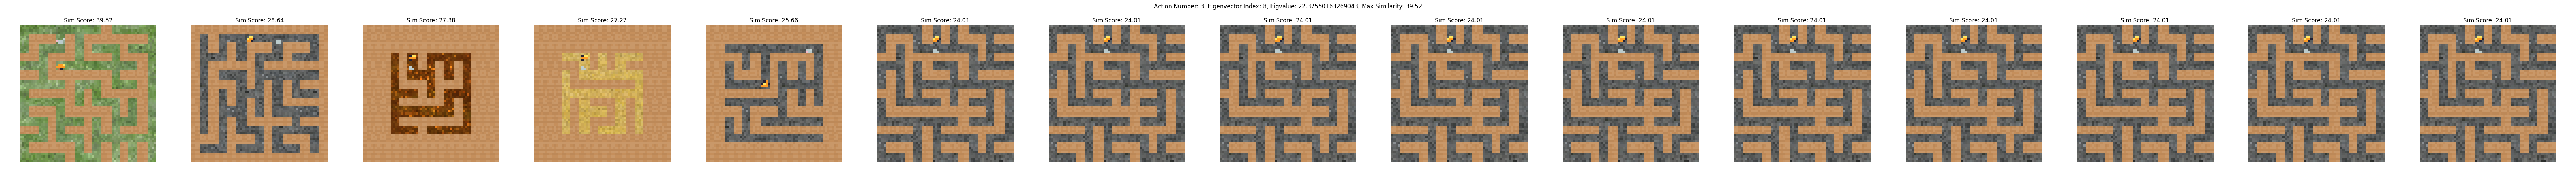 Action Number: 3, Eigenvector Index: 8, Eigvalue: 22.37550163269043, Max Similarity: 39.52
Sim Score: 39.52
Sim Score: 28.64
Sim Score: 27.38
Sim Score: 27.27
Sim Score: 25.66
Sim Score: 24.01
Sim Score: 24.01
Sim Score: 24.01
Sim Score: 24.01
Sim Score: 24.01
Sim Score: 24.01
Sim Score: 24.01
Sim Score: 24.01
Sim Score: 24.01
Sim Score: 24.01